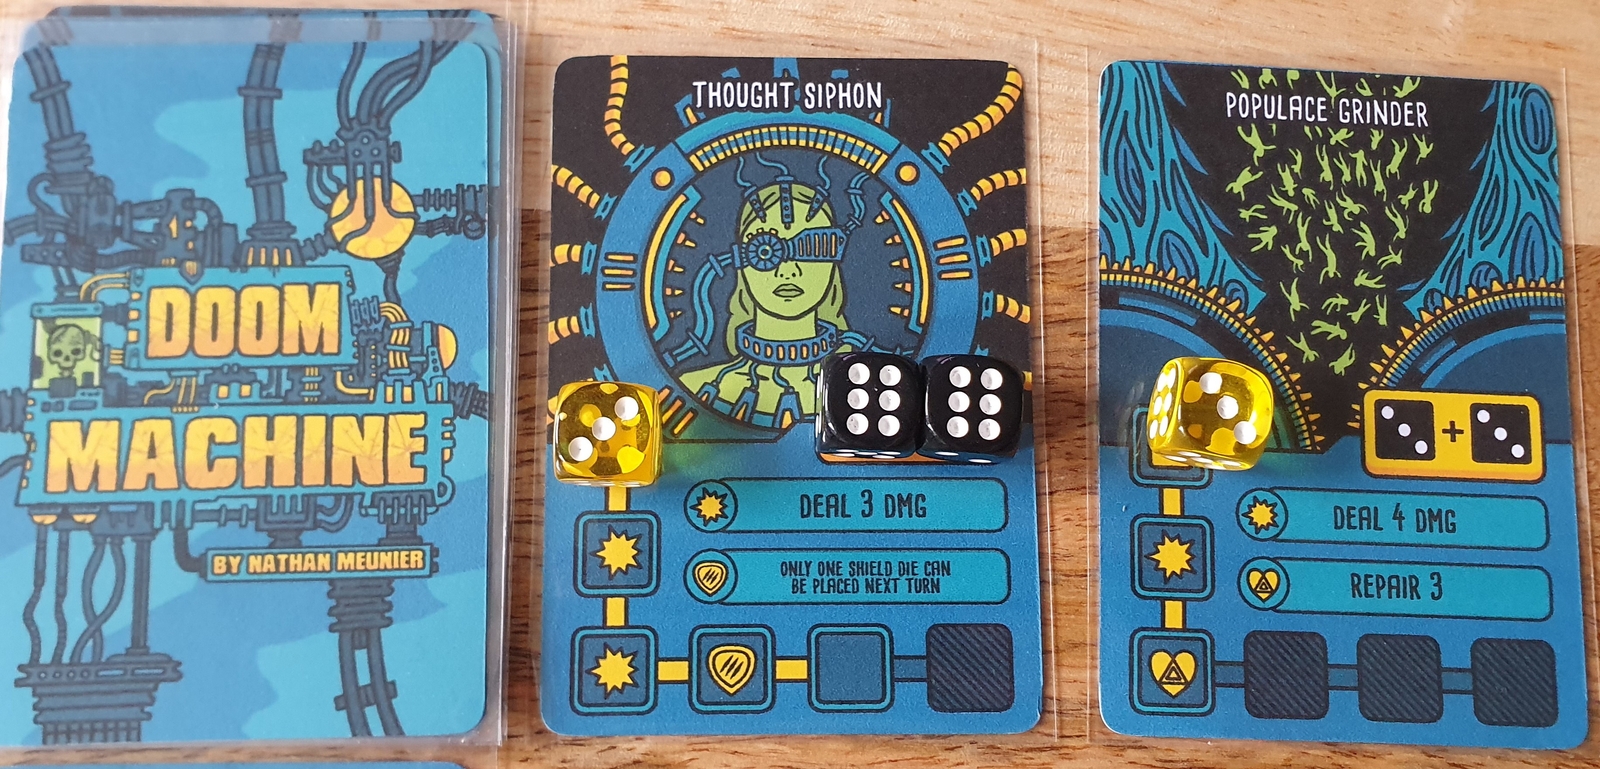 DOOM
MACHINE
BY NATHAN MEUNIER
THOUGHT SIPHON
DEAL 3 DMG
ONLY ONE SHIELD DIE CAN
BE PLACED NEXT TURN
POPULACE GRINDER
+
DEAL 4 DMG
REPAIR 3